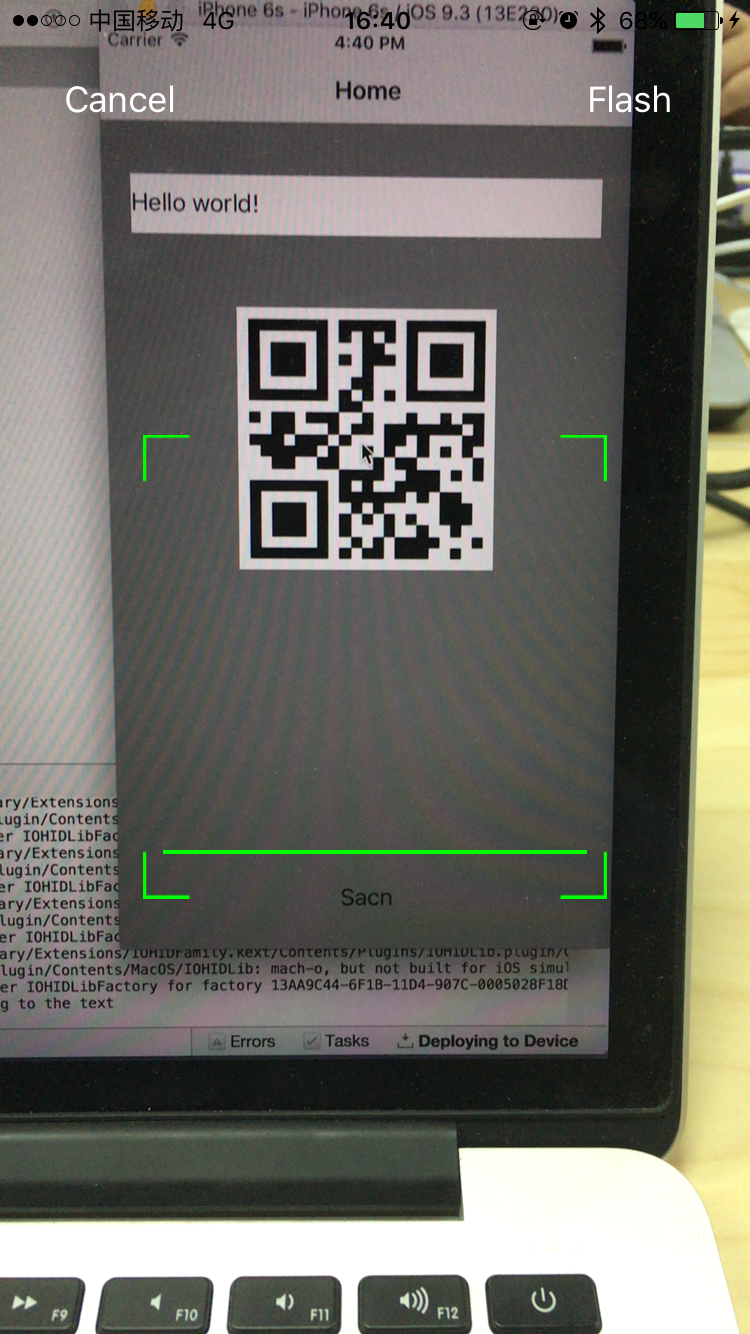 iPhone 6s - iPhone 6s / iOS 9.3 (13E230)
中国移动 4G 16:40 68%
Carrier 4:40 PM
Cancel Home Flash
Hello world!
ary/Extensions
lugin/Contents
er IOHIDLibFac
ary/Extensions
lugin/Contents
er IOHIDLibFac
ary/Extensions
lugin/Contents
er IOHIDLibFac
Sacn
ary/Extensions/IOHIDFamily.kext/Contents/PlugIns/IOHIDLib.plugin/C
lugin/Contents/MacOS/IOHIDLib: mach-o, but not built for iOS simul
er IOHIDLibFactory for factory 13AA9C44-6F1B-11D4-907C-0005028F18D
g to the text
Errors Tasks Deploying to Device
F9 F10 F11 F12